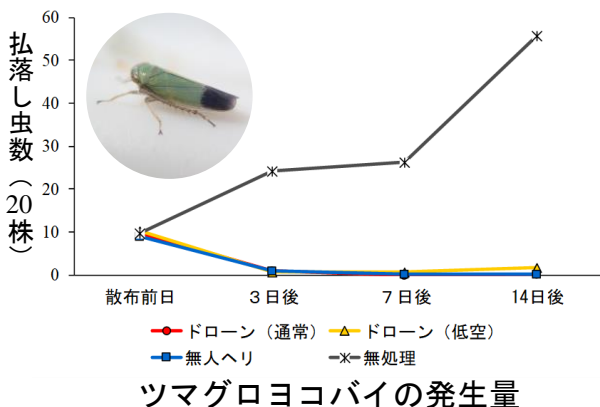 払落し虫数（20株）
60
50
40
30
20
10
0
散布前日 3日後 7日後 14日後
ドローン（通常） ドローン（低空）
無人ヘリ 無処理
ツマグロヨコバイの発生量